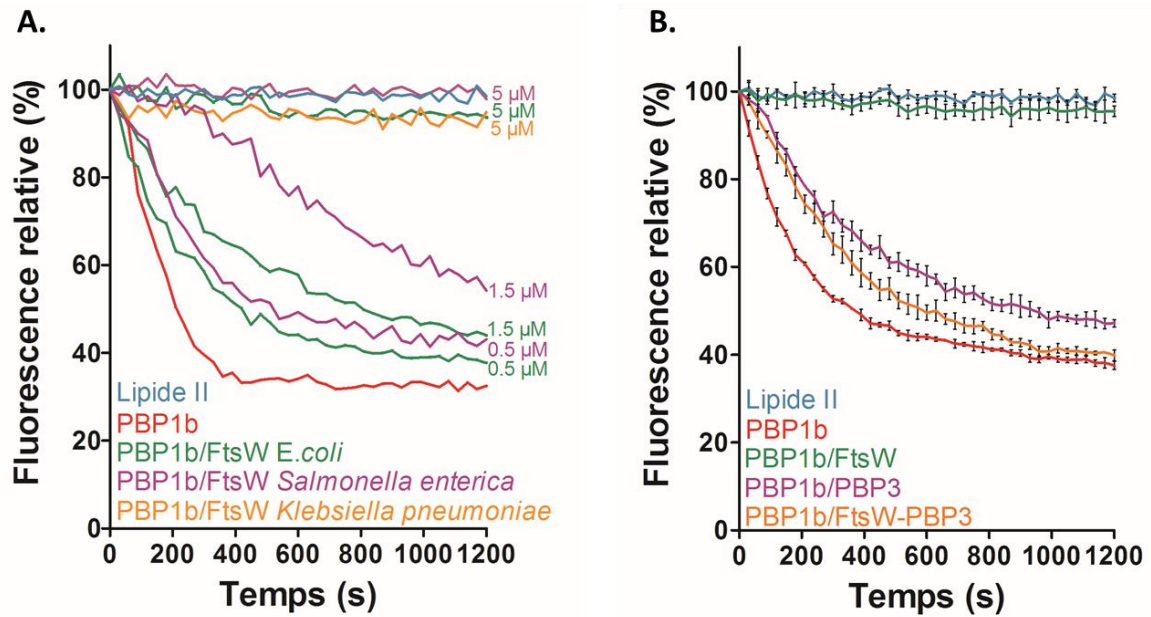 A.
Fluorescence relative (%)
100
80
60
40
20
0
5 µM
5 µM
5 µM
1.5 µM
1.5 µM
0.5 µM
0.5 µM
Lipide II
PBP1b
PBP1b/FtsW E.coli
PBP1b/FtsW Salmonella enterica
PBP1b/FtsW Klebsiella pneumoniae
0 200 400 600 800 1000 1200
Temps (s)
B.
Fluorescence relative (%)
100
80
60
40
20
0
Lipide II
PBP1b
PBP1b/FtsW
PBP1b/PBP3
PBP1b/FtsW-PBP3
0 200 400 600 800 1000 1200
Temps (s)